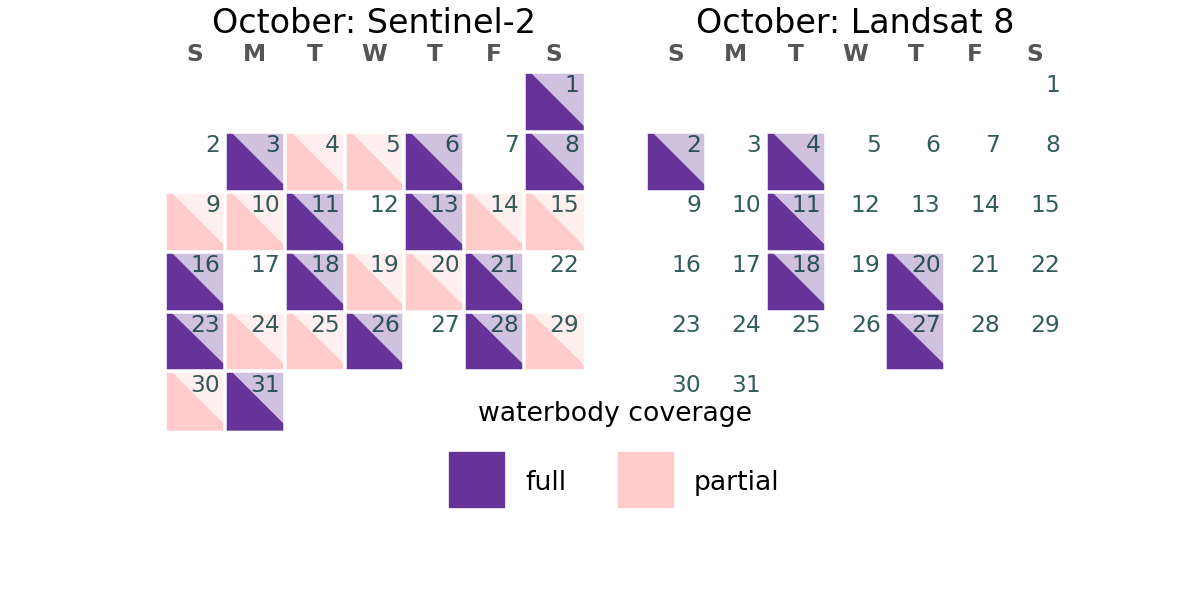 October: Sentinel-2
S M T W T F S
1
2 3 4 5 6 7 8
9 10 11 12 13 14 15
16 17 18 19 20 21 22
23 24 25 26 27 28 29
30 31
October: Landsat 8
S M T W T F S
1
2 3 4 5 6 7 8
9 10 11 12 13 14 15
16 17 18 19 20 21 22
23 24 25 26 27 28 29
30 31
waterbody coverage
full partial